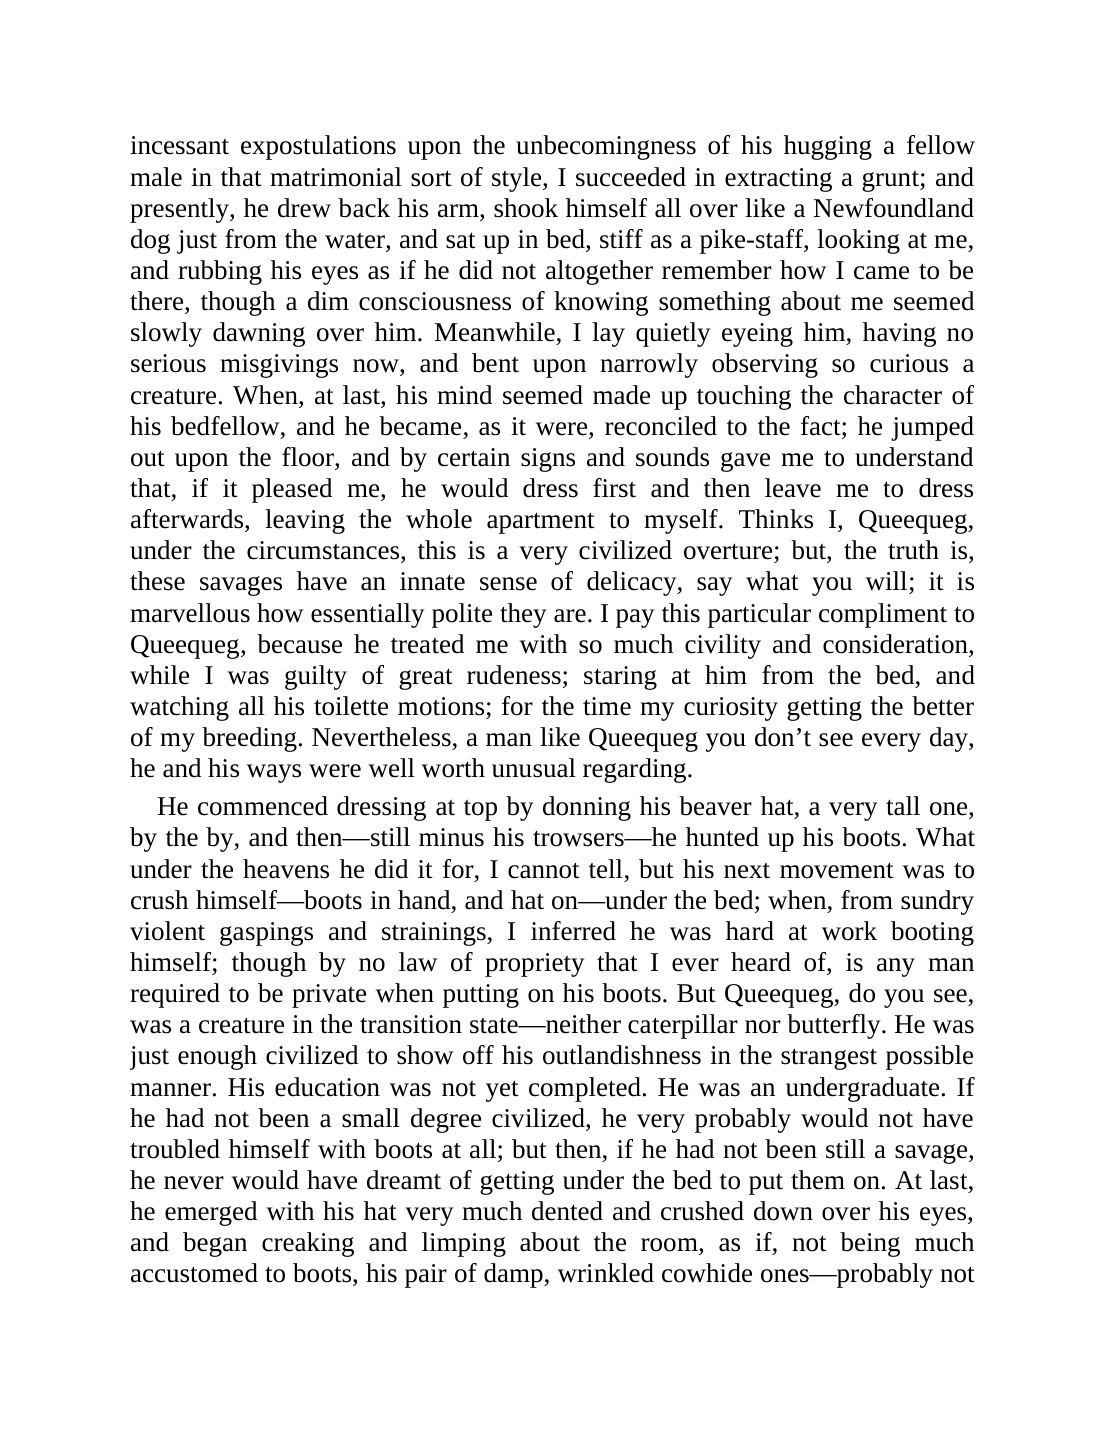 incessant expostulations upon the unbecomingness of his hugging a fellow
male in that matrimonial sort of style, I succeeded in extracting a grunt; and
presently, he drew back his arm, shook himself all over like a Newfoundland
dog just from the water, and sat up in bed, stiff as a pike-staff, looking at me,
and rubbing his eyes as if he did not altogether remember how I came to be
there, though a dim consciousness of knowing something about me seemed
slowly dawning over him. Meanwhile, I lay quietly eyeing him, having no
serious misgivings now, and bent upon narrowly observing so curious a
creature. When, at last, his mind seemed made up touching the character of
his bedfellow, and he became, as it were, reconciled to the fact; he jumped
out upon the floor, and by certain signs and sounds gave me to understand
that, if it pleased me, he would dress first and then leave me to dress
afterwards, leaving the whole apartment to myself. Thinks I, Queequeg,
under the circumstances, this is a very civilized overture; but, the truth is,
these savages have an innate sense of delicacy, say what you will; it is
marvellous how essentially polite they are. I pay this particular compliment to
Queequeg, because he treated me with so much civility and consideration,
while I was guilty of great rudeness; staring at him from the bed, and
watching all his toilette motions; for the time my curiosity getting the better
of my breeding. Nevertheless, a man like Queequeg you don’t see every day,
he and his ways were well worth unusual regarding.
He commenced dressing at top by donning his beaver hat, a very tall one,
by the by, and then—still minus his trowsers—he hunted up his boots. What
under the heavens he did it for, I cannot tell, but his next movement was to
crush himself—boots in hand, and hat on—under the bed; when, from sundry
violent gaspings and strainings, I inferred he was hard at work booting
himself; though by no law of propriety that I ever heard of, is any man
required to be private when putting on his boots. But Queequeg, do you see,
was a creature in the transition state—neither caterpillar nor butterfly. He was
just enough civilized to show off his outlandishness in the strangest possible
manner. His education was not yet completed. He was an undergraduate. If
he had not been a small degree civilized, he very probably would not have
troubled himself with boots at all; but then, if he had not been still a savage,
he never would have dreamt of getting under the bed to put them on. At last,
he emerged with his hat very much dented and crushed down over his eyes,
and began creaking and limping about the room, as if, not being much
accustomed to boots, his pair of damp, wrinkled cowhide ones—probably not